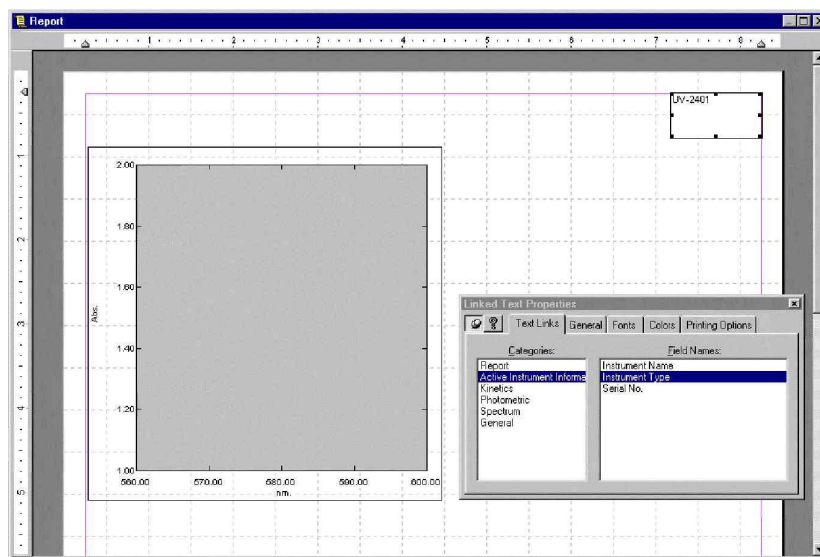 Report
1 2 3 4 5 6 7 8
UV-2401
1
2
3
4
5
2.00
1.80
1.60
1.40
1.20
1.00
Abs.
560.00 570.00 580.00 590.00 600.00
nm.
Linked Text Properties
Text Links General Fonts Colors Printing Options
Categories: Field Names:
Report Instrument Name
Active Instrument Informa Instrument Type
Kinetics Serial No.
Photometric
Spectrum
General